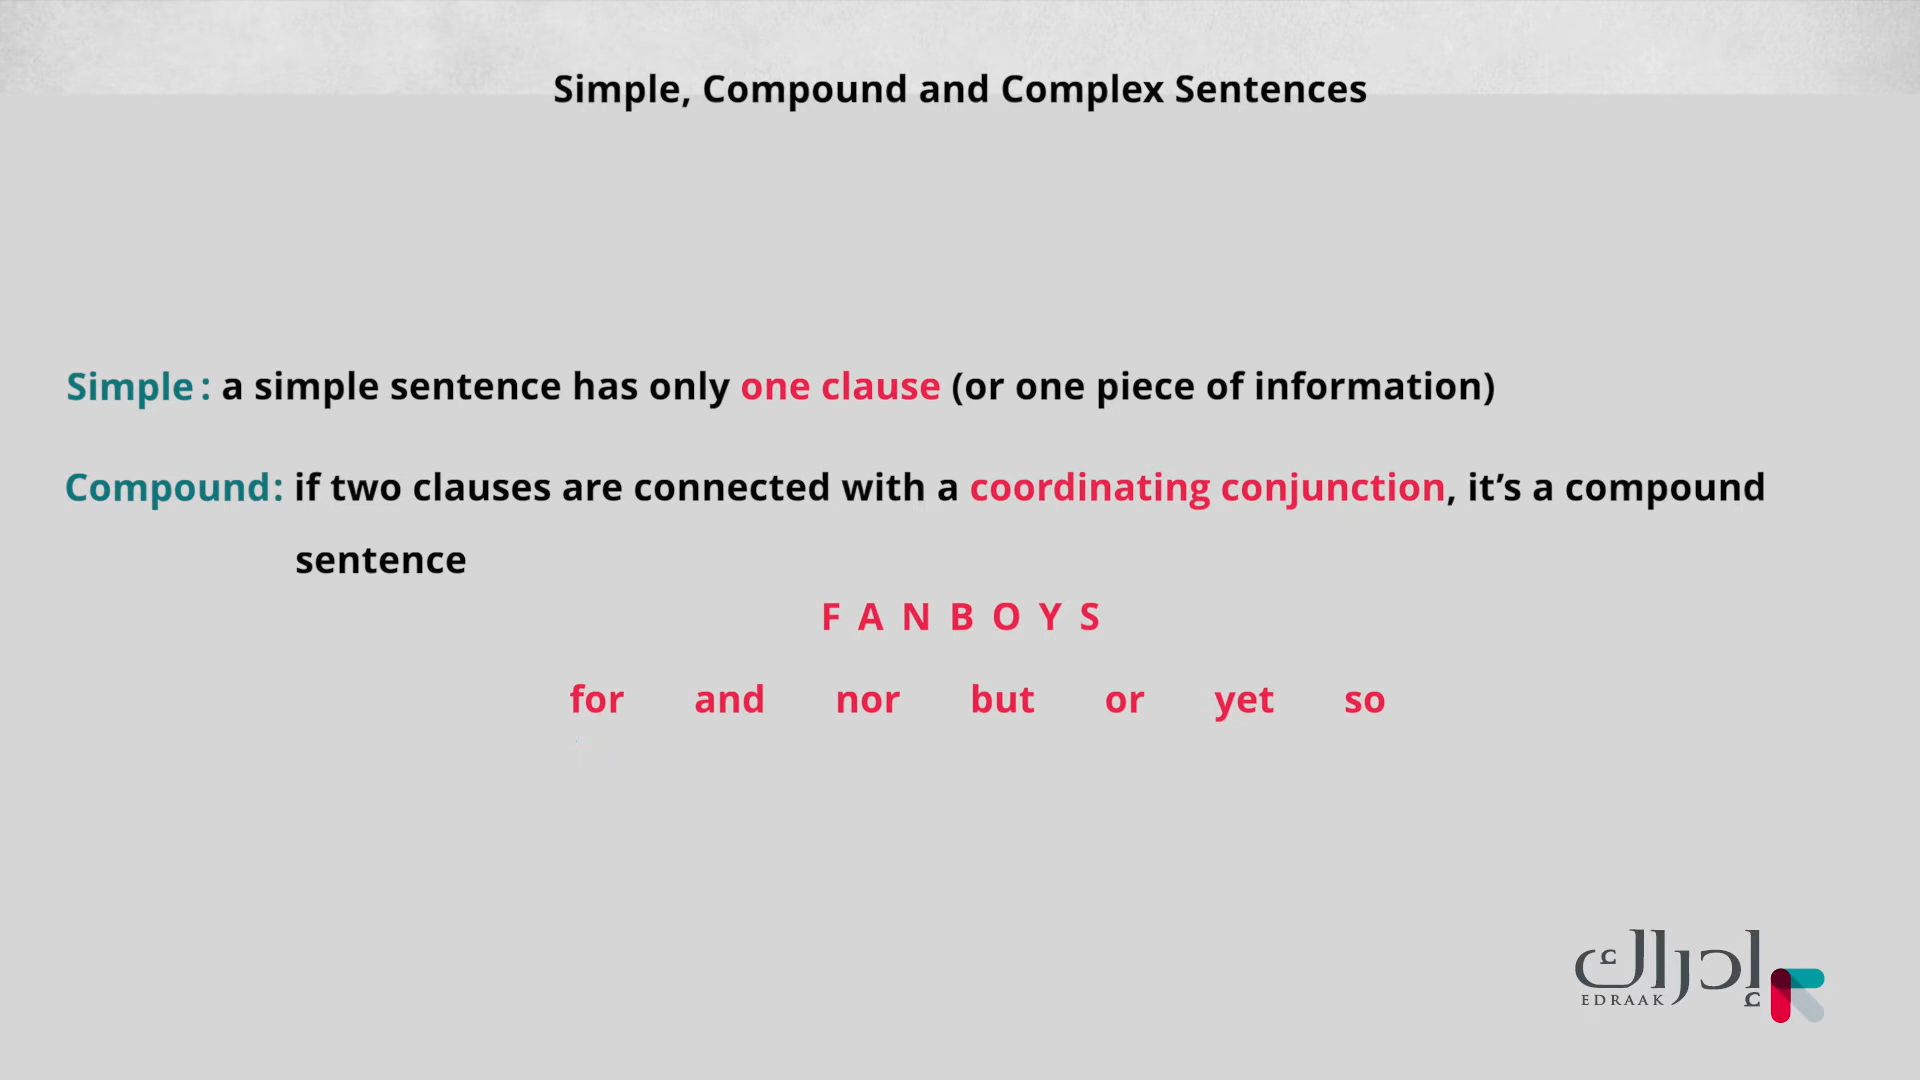 Simple, Compound and Complex Sentences
Simple : a simple sentence has only one clause (or one piece of information)
Compound: if two clauses are connected with a coordinating conjunction, it’s a compound
sentence
F A N B O Y S
for and nor but or yet so
إدراك
EDRAAK